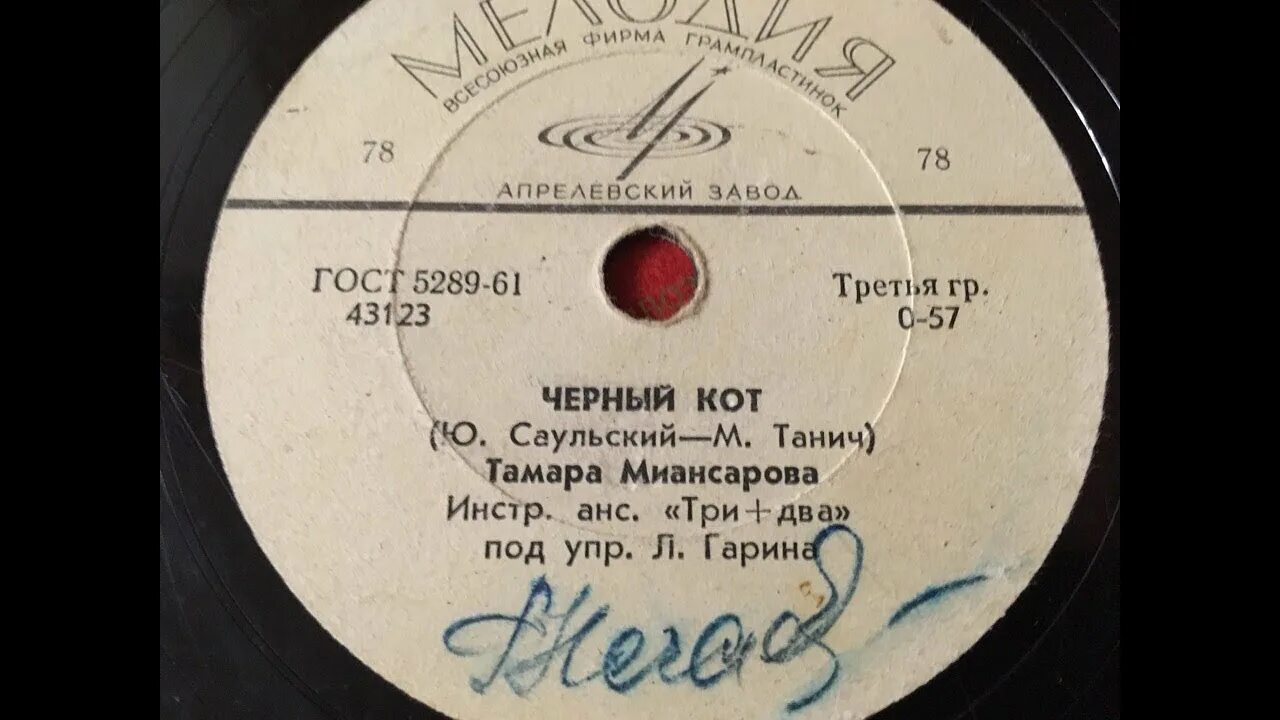 МЕЛОДИЯ
ВСЕСОЮЗНАЯ ФИРМА ГРАМПЛАСТИНОК
78 78
АПРЕЛЕВСКИЙ ЗАВОД
ГОСТ 5289-61 Третья гр.
43123 0-57
ЧЕРНЫЙ КОТ
(Ю. Саульский—М. Танич)
Тамара Миансарова
Инстр. анс. «Три+два»
под упр. Л. Гарина